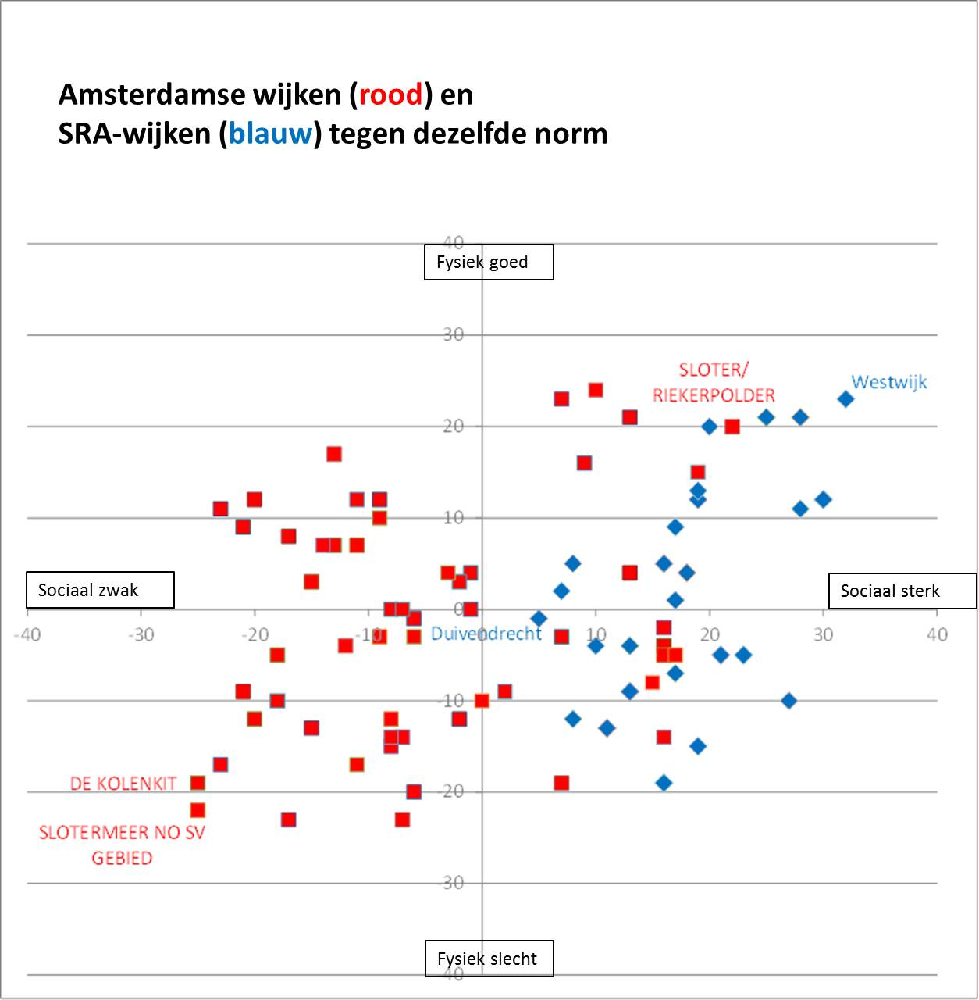 Amsterdamse wijken (rood) en
SRA-wijken (blauw) tegen dezelfde norm
40
Fysiek goed
30
SLOTER/
RIEKERPOLDER
Westwijk
20
10
Sociaal zwak
Sociaal sterk
0
-40
-30
-20
-10
Duivendrecht
0
10
20
30
40
-10
DE KOLENKIT
-20
SLOTERMEER NO SV
GEBIED
-30
Fysiek slecht
-40